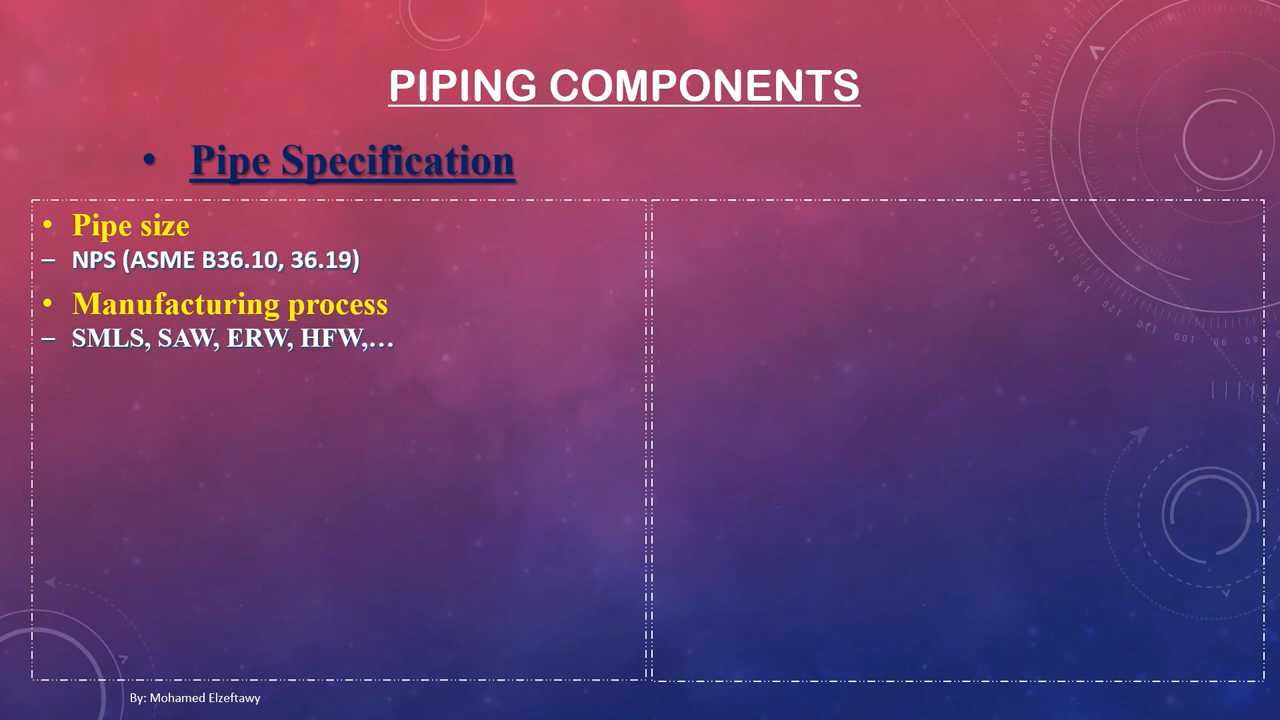 PIPING COMPONENTS
• Pipe Specification
• Pipe size
– NPS (ASME B36.10, 36.19)
• Manufacturing process
– SMLS, SAW, ERW, HFW,…
By: Mohamed Elzeftawy